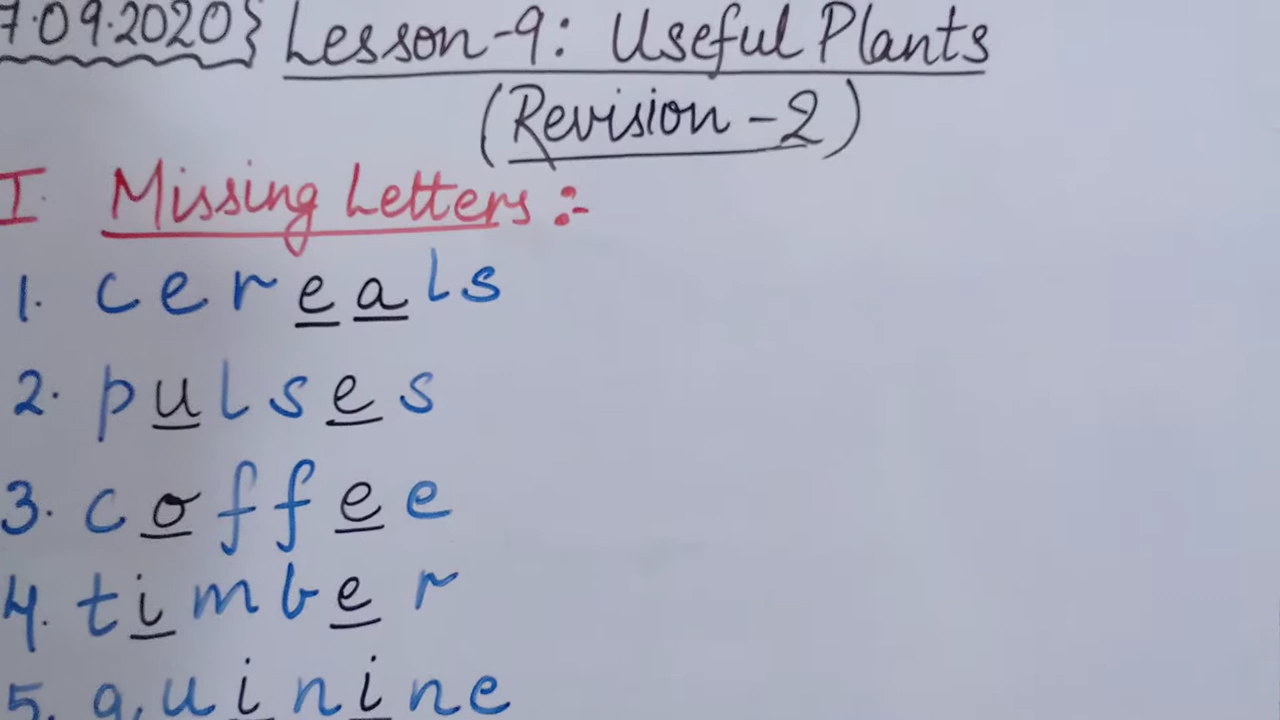 7.09.2020} Lesson-9: Useful Plants
(Revision-2)
I. Missing Letters :-
1. cereals
2. pulses
3. coffee
4. timber
5. quinine